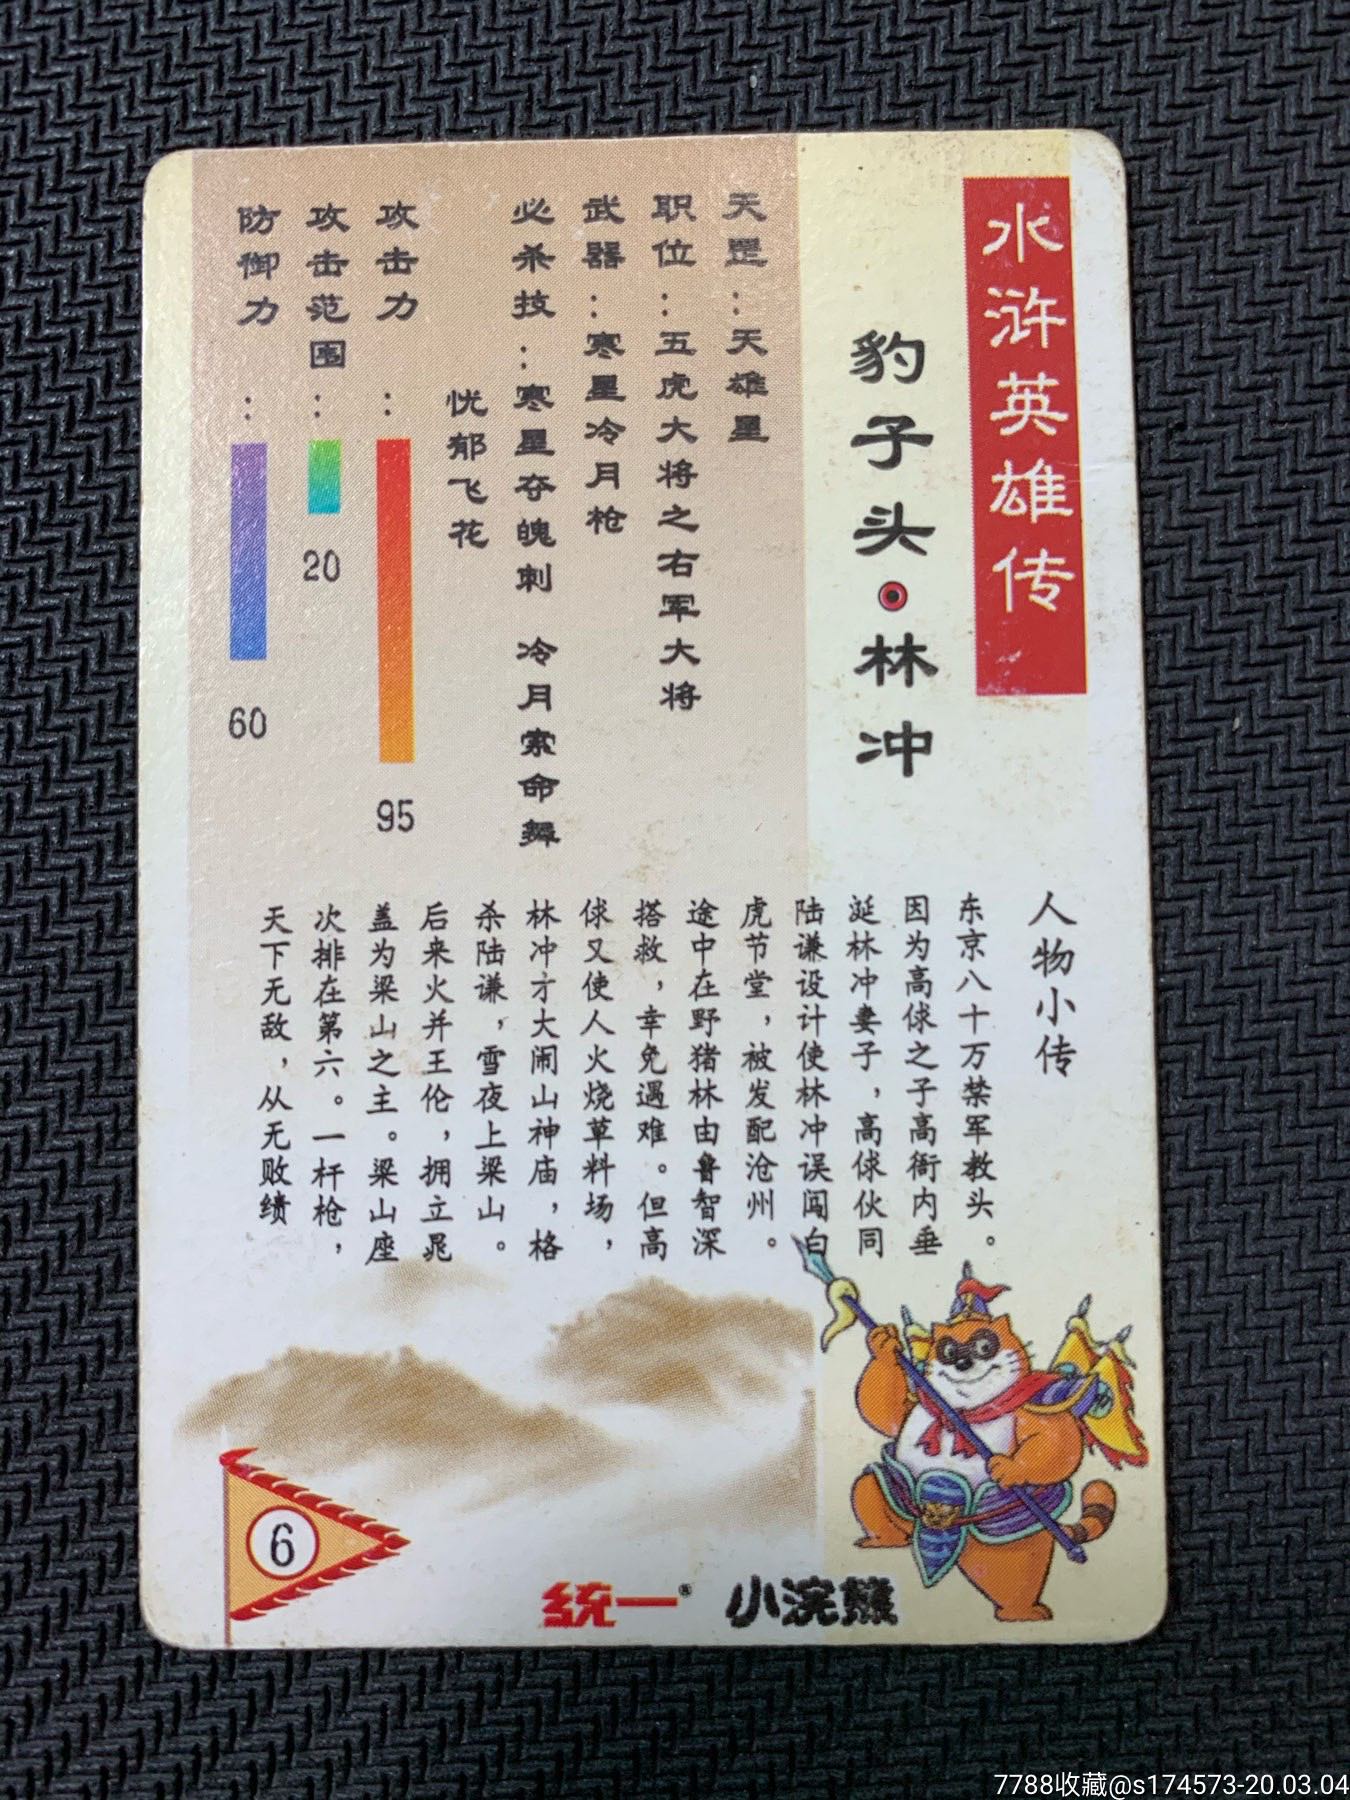 水浒英雄传
豹子头·林冲
天罡：天雄星
职位：五虎大将之右军大将
武器：寒星冷月枪
必杀技：寒星夺魄刺 冷月索命舞
忧郁飞花
攻击力：95
攻击范围：20
防御力：60
人物小传
东京八十万禁军教头。
因为高俅之子高衙内垂
涎林冲妻子，高俅伙同
陆谦设计使林冲误闯白
虎节堂，被发配沧州。
途中在野猪林由鲁智深
搭救，幸免遇难。但高
俅又使人火烧草料场，
林冲才大闹山神庙，格
杀陆谦，雪夜上梁山。
后来火并王伦，拥立晁
盖为梁山之主。梁山座
次排在第六。一杆枪，
天下无敌，从无败绩
6
統一® 小浣熊
7788收藏@s174573-20.03.04